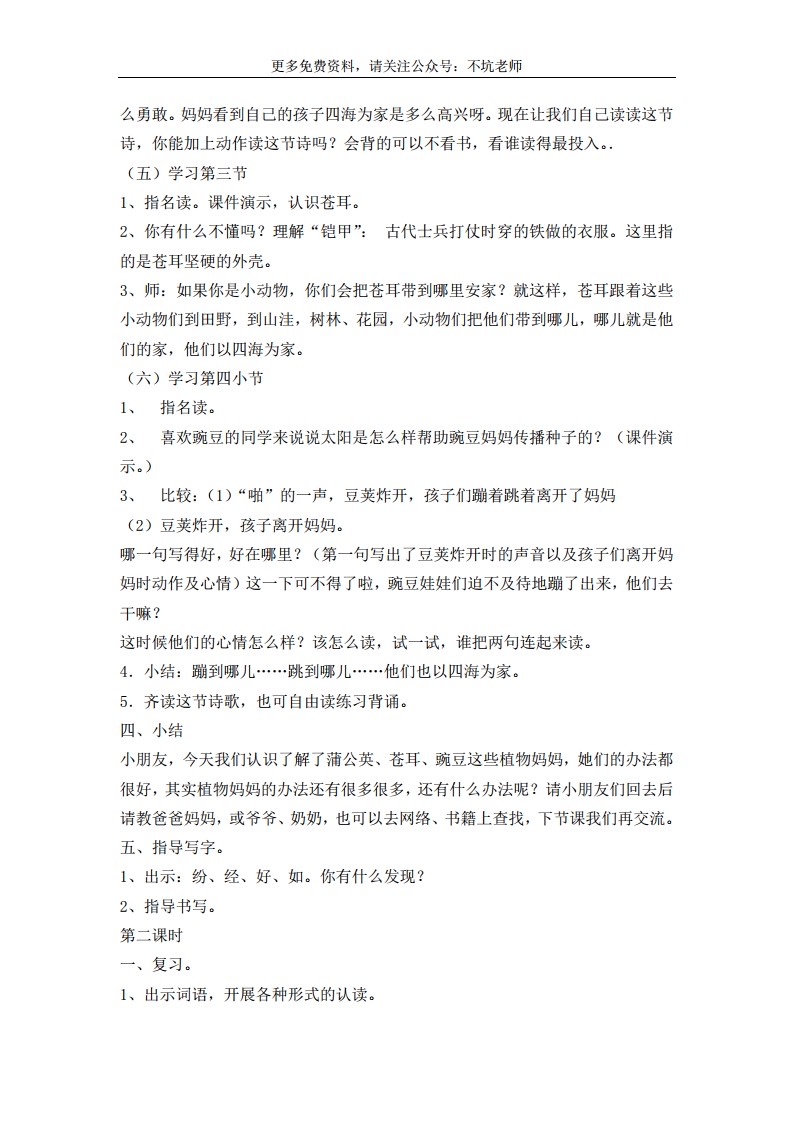 更多免费资料，请关注公众号：不坑老师
么勇敢。妈妈看到自己的孩子四海为家是多么高兴呀。现在让我们自己读读这节
诗，你能加上动作读这节诗吗？会背的可以不看书，看谁读得最投入。.
（五）学习第三节
1、指名读。课件演示，认识苍耳。
2、你有什么不懂吗？理解“铠甲”： 古代士兵打仗时穿的铁做的衣服。这里指
的是苍耳坚硬的外壳。
3、师：如果你是小动物，你们会把苍耳带到哪里安家？就这样，苍耳跟着这些
小动物们到田野，到山洼，树林、花园，小动物们把他们带到哪儿，哪儿就是他
们的家，他们以四海为家。
（六）学习第四小节
1、 指名读。
2、 喜欢豌豆的同学来说说太阳是怎么样帮助豌豆妈妈传播种子的？（课件演
示。）
3、 比较：（1）“啪”的一声，豆荚炸开，孩子们蹦着跳着离开了妈妈
（2）豆荚炸开，孩子离开妈妈。
哪一句写得好，好在哪里？（第一句写出了豆荚炸开时的声音以及孩子们离开妈
妈时动作及心情）这一下可不得了啦，豌豆娃娃们迫不及待地蹦了出来，他们去
干嘛？
这时候他们的心情怎么样？该怎么读，试一试，谁把两句连起来读。
4．小结：蹦到哪儿……跳到哪儿……他们也以四海为家。
5．齐读这节诗歌，也可自由读练习背诵。
四、小结
小朋友，今天我们认识了解了蒲公英、苍耳、豌豆这些植物妈妈，她们的办法都
很好，其实植物妈妈的办法还有很多很多，还有什么办法呢？请小朋友们回去后
请教爸爸妈妈，或爷爷、奶奶，也可以去网络、书籍上查找，下节课我们再交流。
五、指导写字。
1、出示：纷、经、好、如。你有什么发现？
2、指导书写。
第二课时
一、复习。
1、出示词语，开展各种形式的认读。